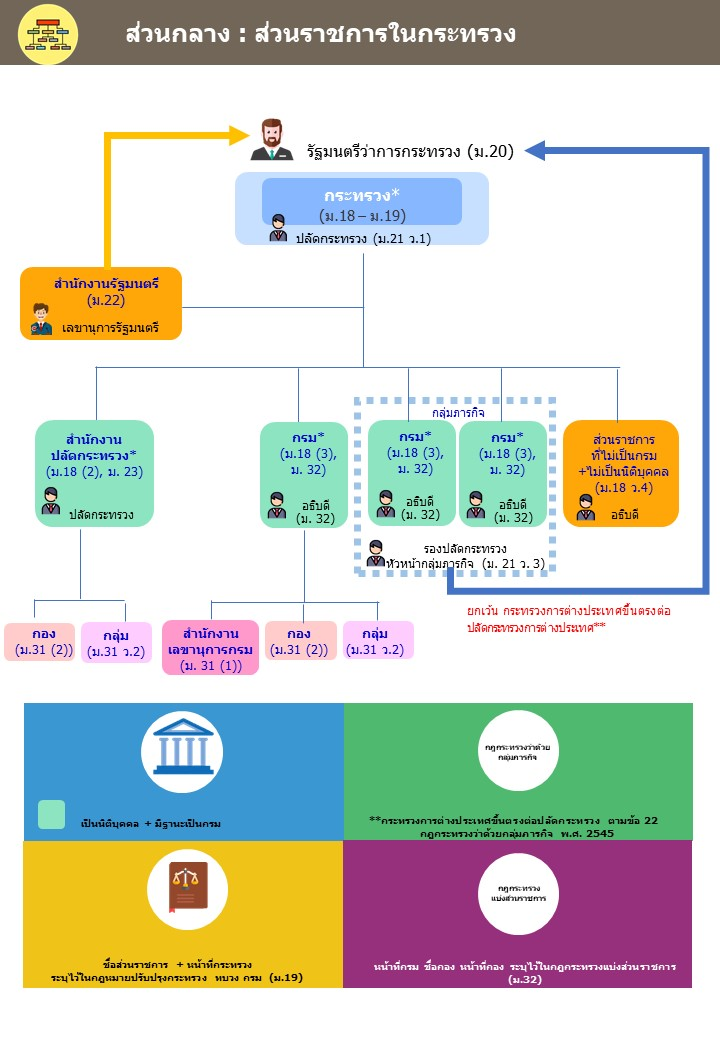 ส่วนกลาง : ส่วนราชการในกระทรวง
รัฐมนตรีว่าการกระทรวง (ม.20)
กระทรวง*
(ม.18 – ม.19)
ปลัดกระทรวง (ม.21 ว.1)
สำนักงานรัฐมนตรี
(ม.22)
เลขานุการรัฐมนตรี
กลุ่มภารกิจ
สำนักงาน
ปลัดกระทรวง*
(ม.18 (2), ม. 23)
ปลัดกระทรวง
กรม*
(ม.18 (3),
ม. 32)
อธิบดี
(ม. 32)
กรม*
(ม.18 (3),
ม. 32)
อธิบดี
(ม. 32)
กรม*
(ม.18 (3),
ม. 32)
อธิบดี
(ม. 32)
ส่วนราชการ
ที่ไม่เป็นกรม
+ไม่เป็นนิติบุคคล
(ม.18 ว.4)
อธิบดี
รองปลัดกระทรวง
หัวหน้ากลุ่มภารกิจ (ม. 21 ว. 3)
ยกเว้น กระทรวงการต่างประเทศขึ้นตรงต่อ
ปลัดกระทรวงการต่างประเทศ**
กอง
(ม.31 (2))
กลุ่ม
(ม.31 ว.2)
สำนักงาน
เลขานุการกรม
(ม. 31 (1))
กอง
(ม.31 (2))
กลุ่ม
(ม.31 ว.2)
เป็นนิติบุคคล + มีฐานะเป็นกรม
กฎกระทรวงว่าด้วย
กลุ่มภารกิจ
**กระทรวงการต่างประเทศขึ้นตรงต่อปลัดกระทรวง ตามข้อ 22
กฎกระทรวงว่าด้วยกลุ่มภารกิจ พ.ศ. 2545
ชื่อส่วนราชการ + หน้าที่กระทรวง
ระบุไว้ในกฎหมายปรับปรุงกระทรวง ทบวง กรม (ม.19)
กฎกระทรวง
แบ่งส่วนราชการ
หน้าที่กรม ชื่อกอง หน้าที่กอง ระบุไว้ในกฎกระทรวงแบ่งส่วนราชการ
(ม.32)